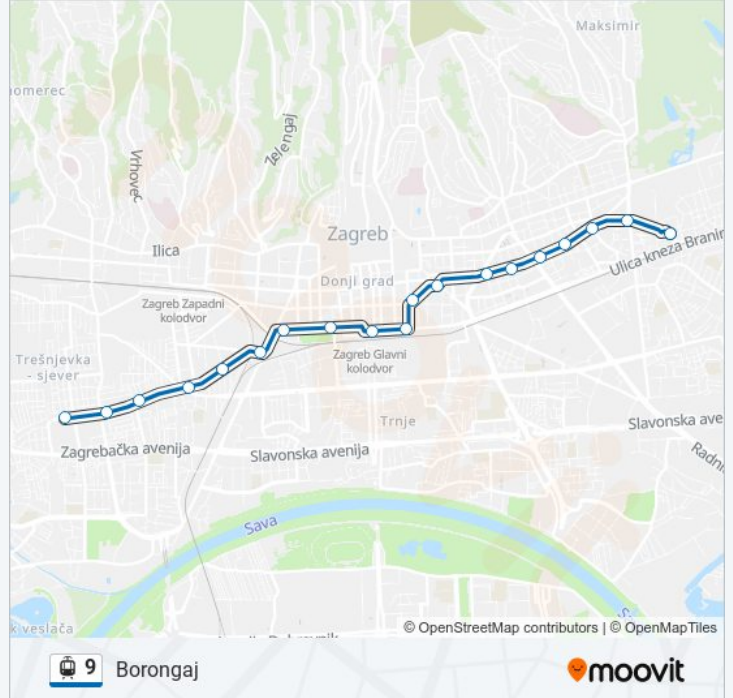 Maksimir
nomerec
Zelengaj
Vrhovec
Zagreb
Ilica
Ulica kneza Branim
Donji grad
Zagreb Zapadni
kolodvor
Zagreb Glavni
kolodvor
Trešnjevka
- sjever
Trnje
Slavonska ave
Zagrebačka avenija
Slavonska avenija
Radni
Sava
k veslača
© OpenStreetMap contributors | © OpenMapTiles
9 Borongaj
moovit